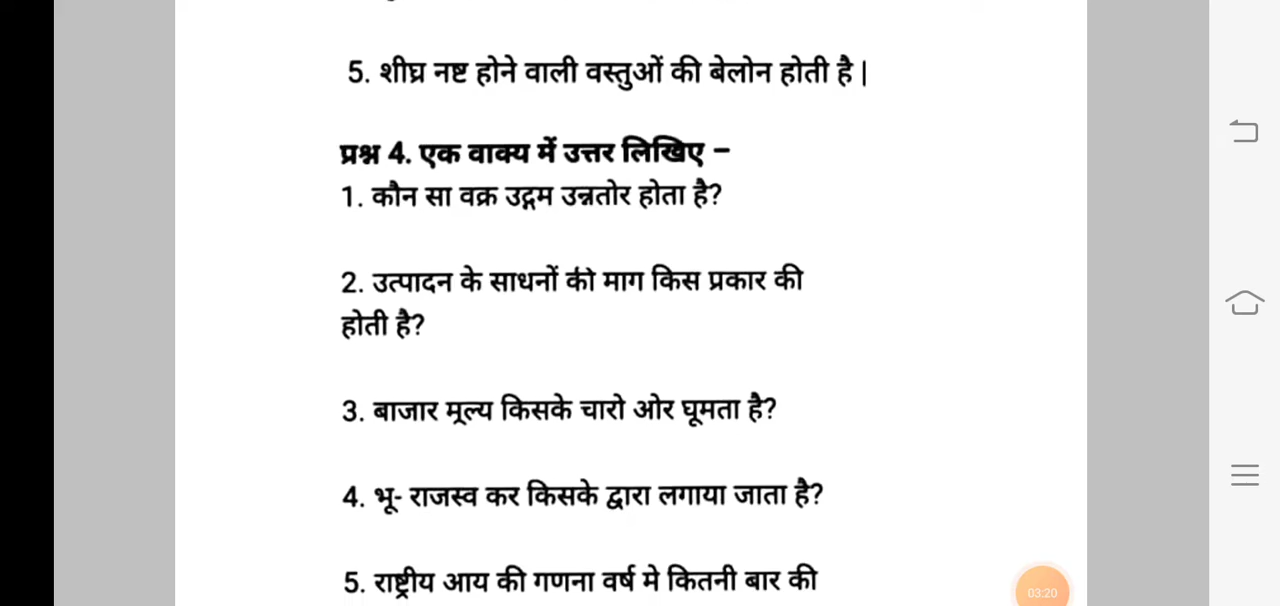 5. शीघ्र नष्ट होने वाली वस्तुओं की बेलोन होती है |
प्रश्न 4. एक वाक्य में उत्तर लिखिए –
1. कौन सा वक्र उद्गम उन्नतोर होता है?
2. उत्पादन के साधनों की माग किस प्रकार की
होती है?
3. बाजार मूल्य किसके चारो ओर घूमता है?
4. भू- राजस्व कर किसके द्वारा लगाया जाता है?
5. राष्ट्रीय आय की गणना वर्ष मे कितनी बार की
03:20